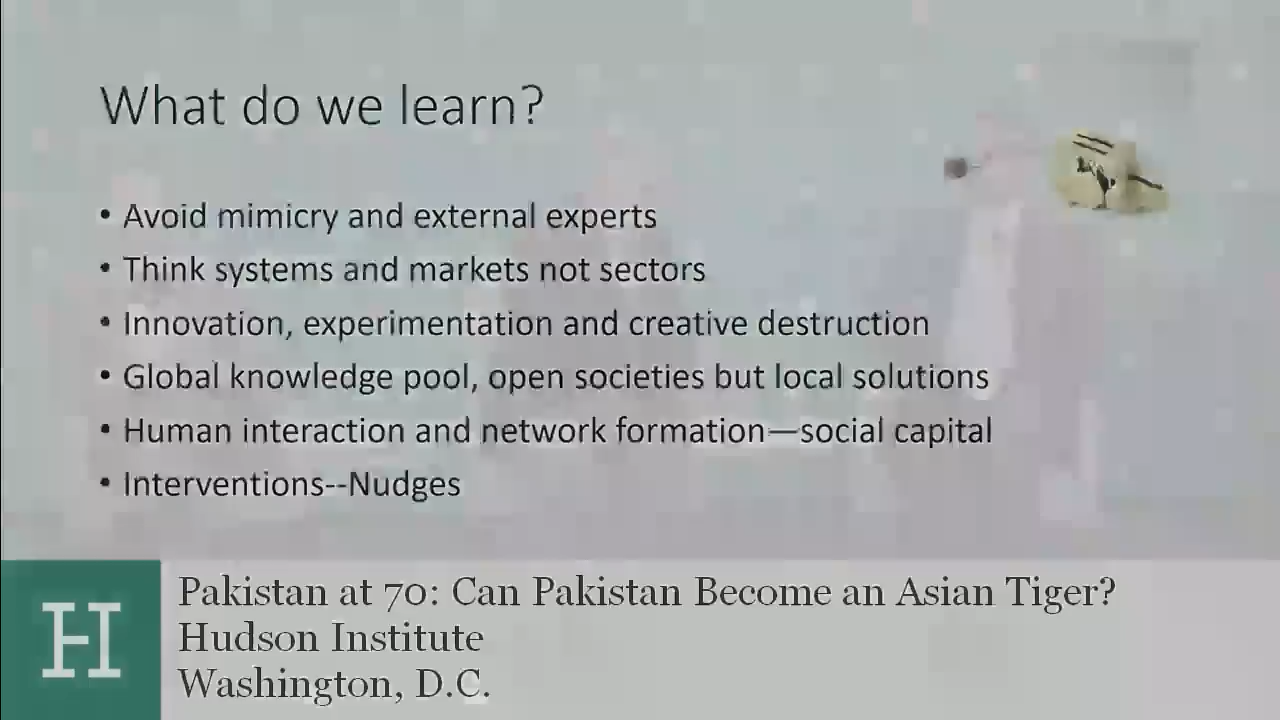 What do we learn?
• Avoid mimicry and external experts
• Think systems and markets not sectors
• Innovation, experimentation and creative destruction
• Global knowledge pool, open societies but local solutions
• Human interaction and network formation—social capital
• Interventions--Nudges
H
Pakistan at 70: Can Pakistan Become an Asian Tiger?
Hudson Institute
Washington, D.C.